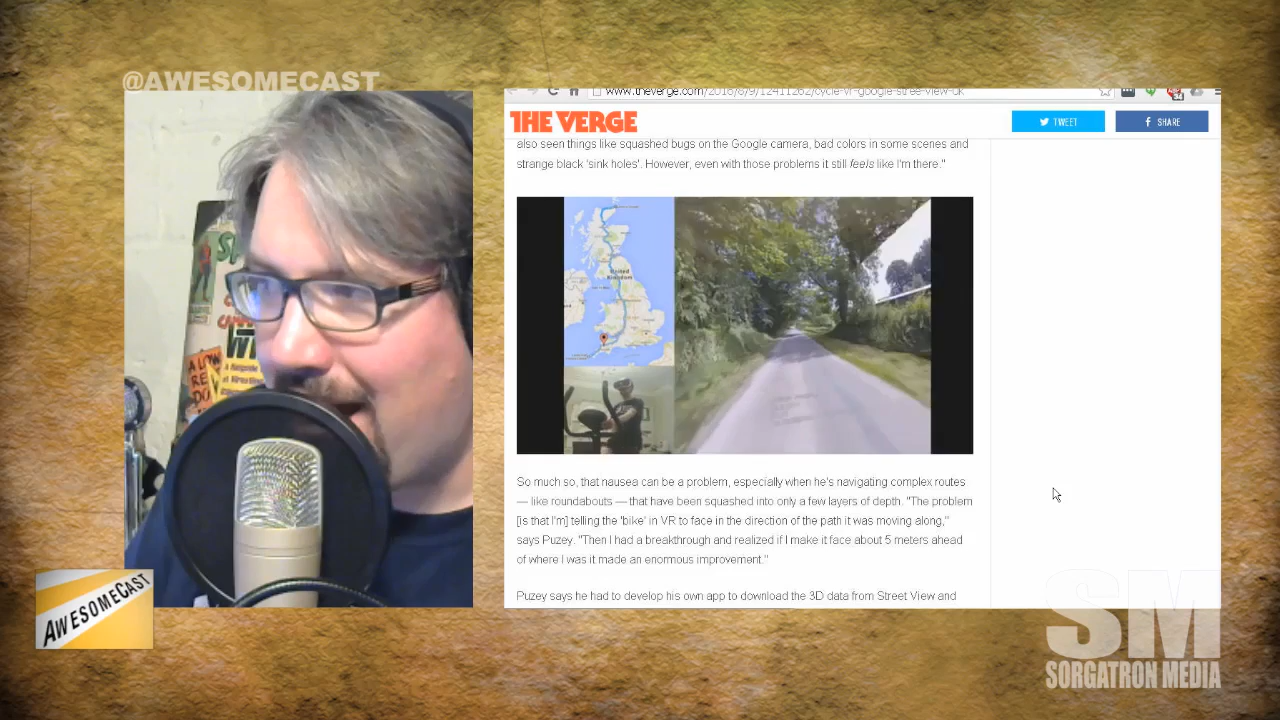 @AWESOMECAST
www.theverge.com/2016/8/9/12411262/cycle-vr-google-stree-view-uk
THE VERGE
TWEET
SHARE
also seen things like squashed bugs on the Google camera, bad colors in some scenes and
strange black 'sink holes'. However, even with those problems it still feels like I'm there."
United
Kingdom
So much so, that nausea can be a problem, especially when he's navigating complex routes
— like roundabouts — that have been squashed into only a few layers of depth. "The problem
[is that I'm] telling the 'bike' in VR to face in the direction of the path it was moving along,"
says Puzey. "Then I had a breakthrough and realized if I make it face about 5 meters ahead
of where I was it made an enormous improvement."
Puzey says he had to develop his own app to download the 3D data from Street View and
AWESOMECAST
SM
SORGATRON MEDIA